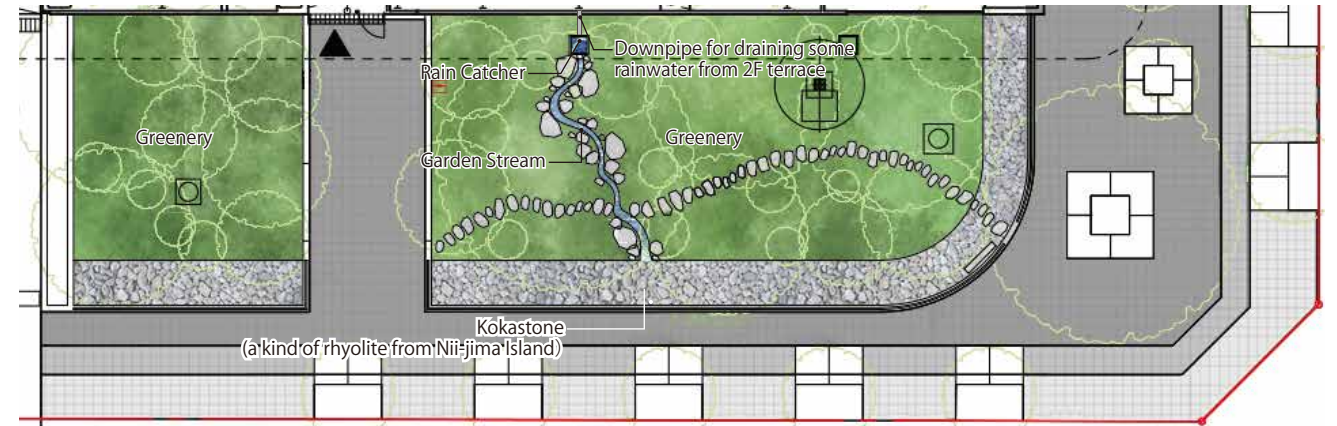 Downpipe for draining some
rainwater from 2F terrace
Rain Catcher
Greenery
Greenery
Garden Stream
Kokastone
(a kind of rhyolite from Nii-jima Island)